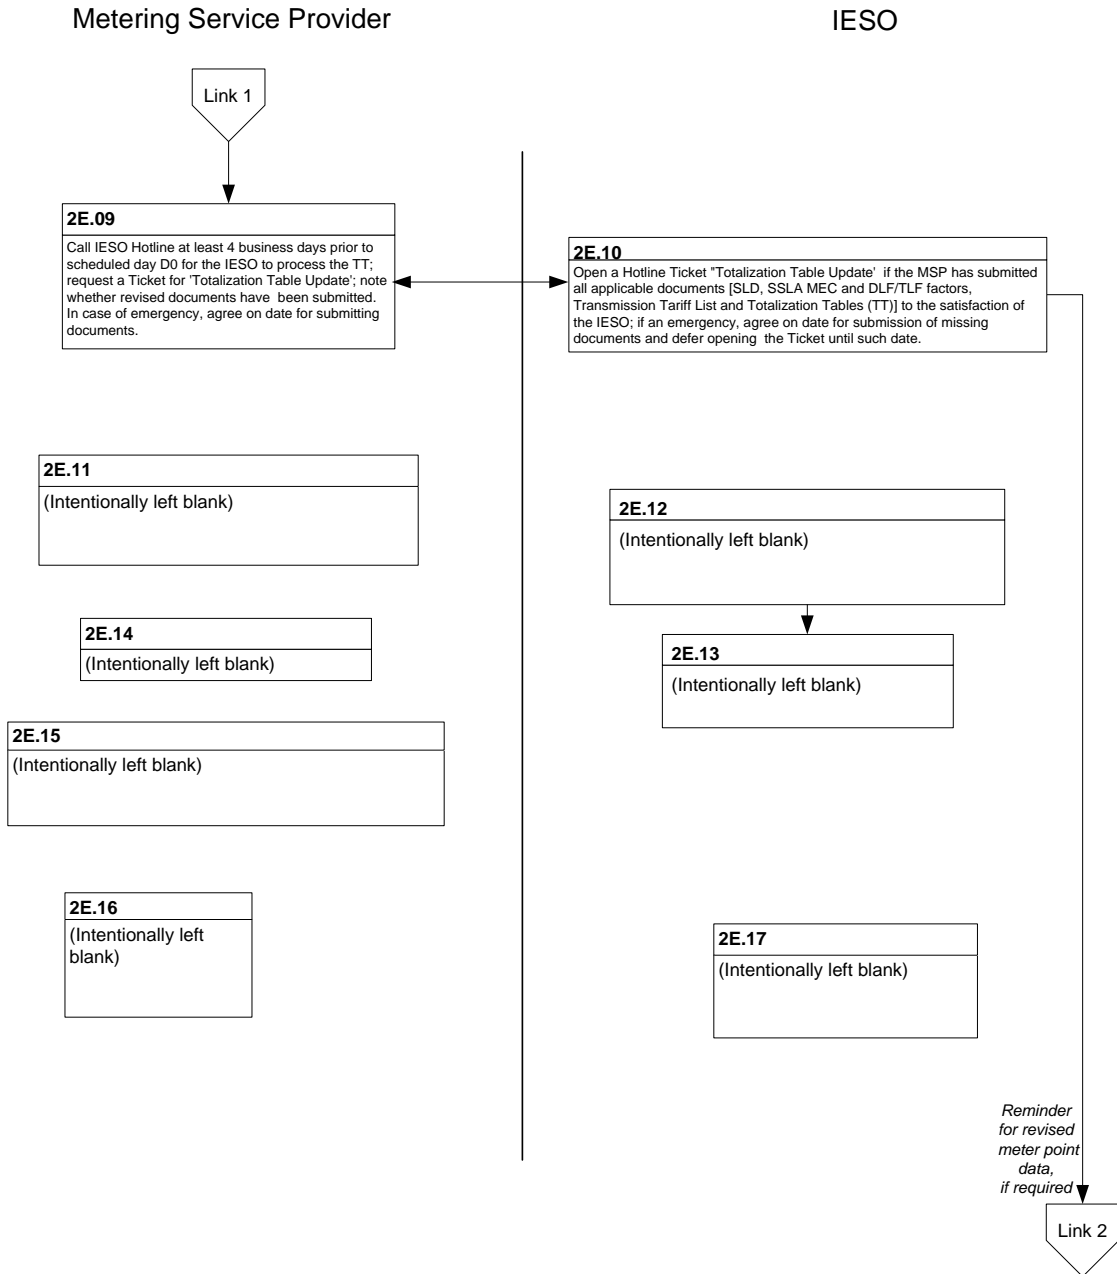 Metering Service Provider
IESO
Link 1
2E.09
Call IESO Hotline at least 4 business days prior to
scheduled day D0 for the IESO to process the TT;
request a Ticket for 'Totalization Table Update'; note
whether revised documents have been submitted.
In case of emergency, agree on date for submitting
documents.
2E.10
Open a Hotline Ticket "Totalization Table Update' if the MSP has submitted
all applicable documents [SLD, SSLA MEC and DLF/TLF factors,
Transmission Tariff List and Totalization Tables (TT)] to the satisfaction of
the IESO; if an emergency, agree on date for submission of missing
documents and defer opening the Ticket until such date.
2E.11
(Intentionally left blank)
2E.12
(Intentionally left blank)
2E.14
(Intentionally left blank)
2E.13
(Intentionally left blank)
2E.15
(Intentionally left blank)
2E.16
(Intentionally left
blank)
2E.17
(Intentionally left blank)
Reminder
for revised
meter point
data,
if required
Link 2